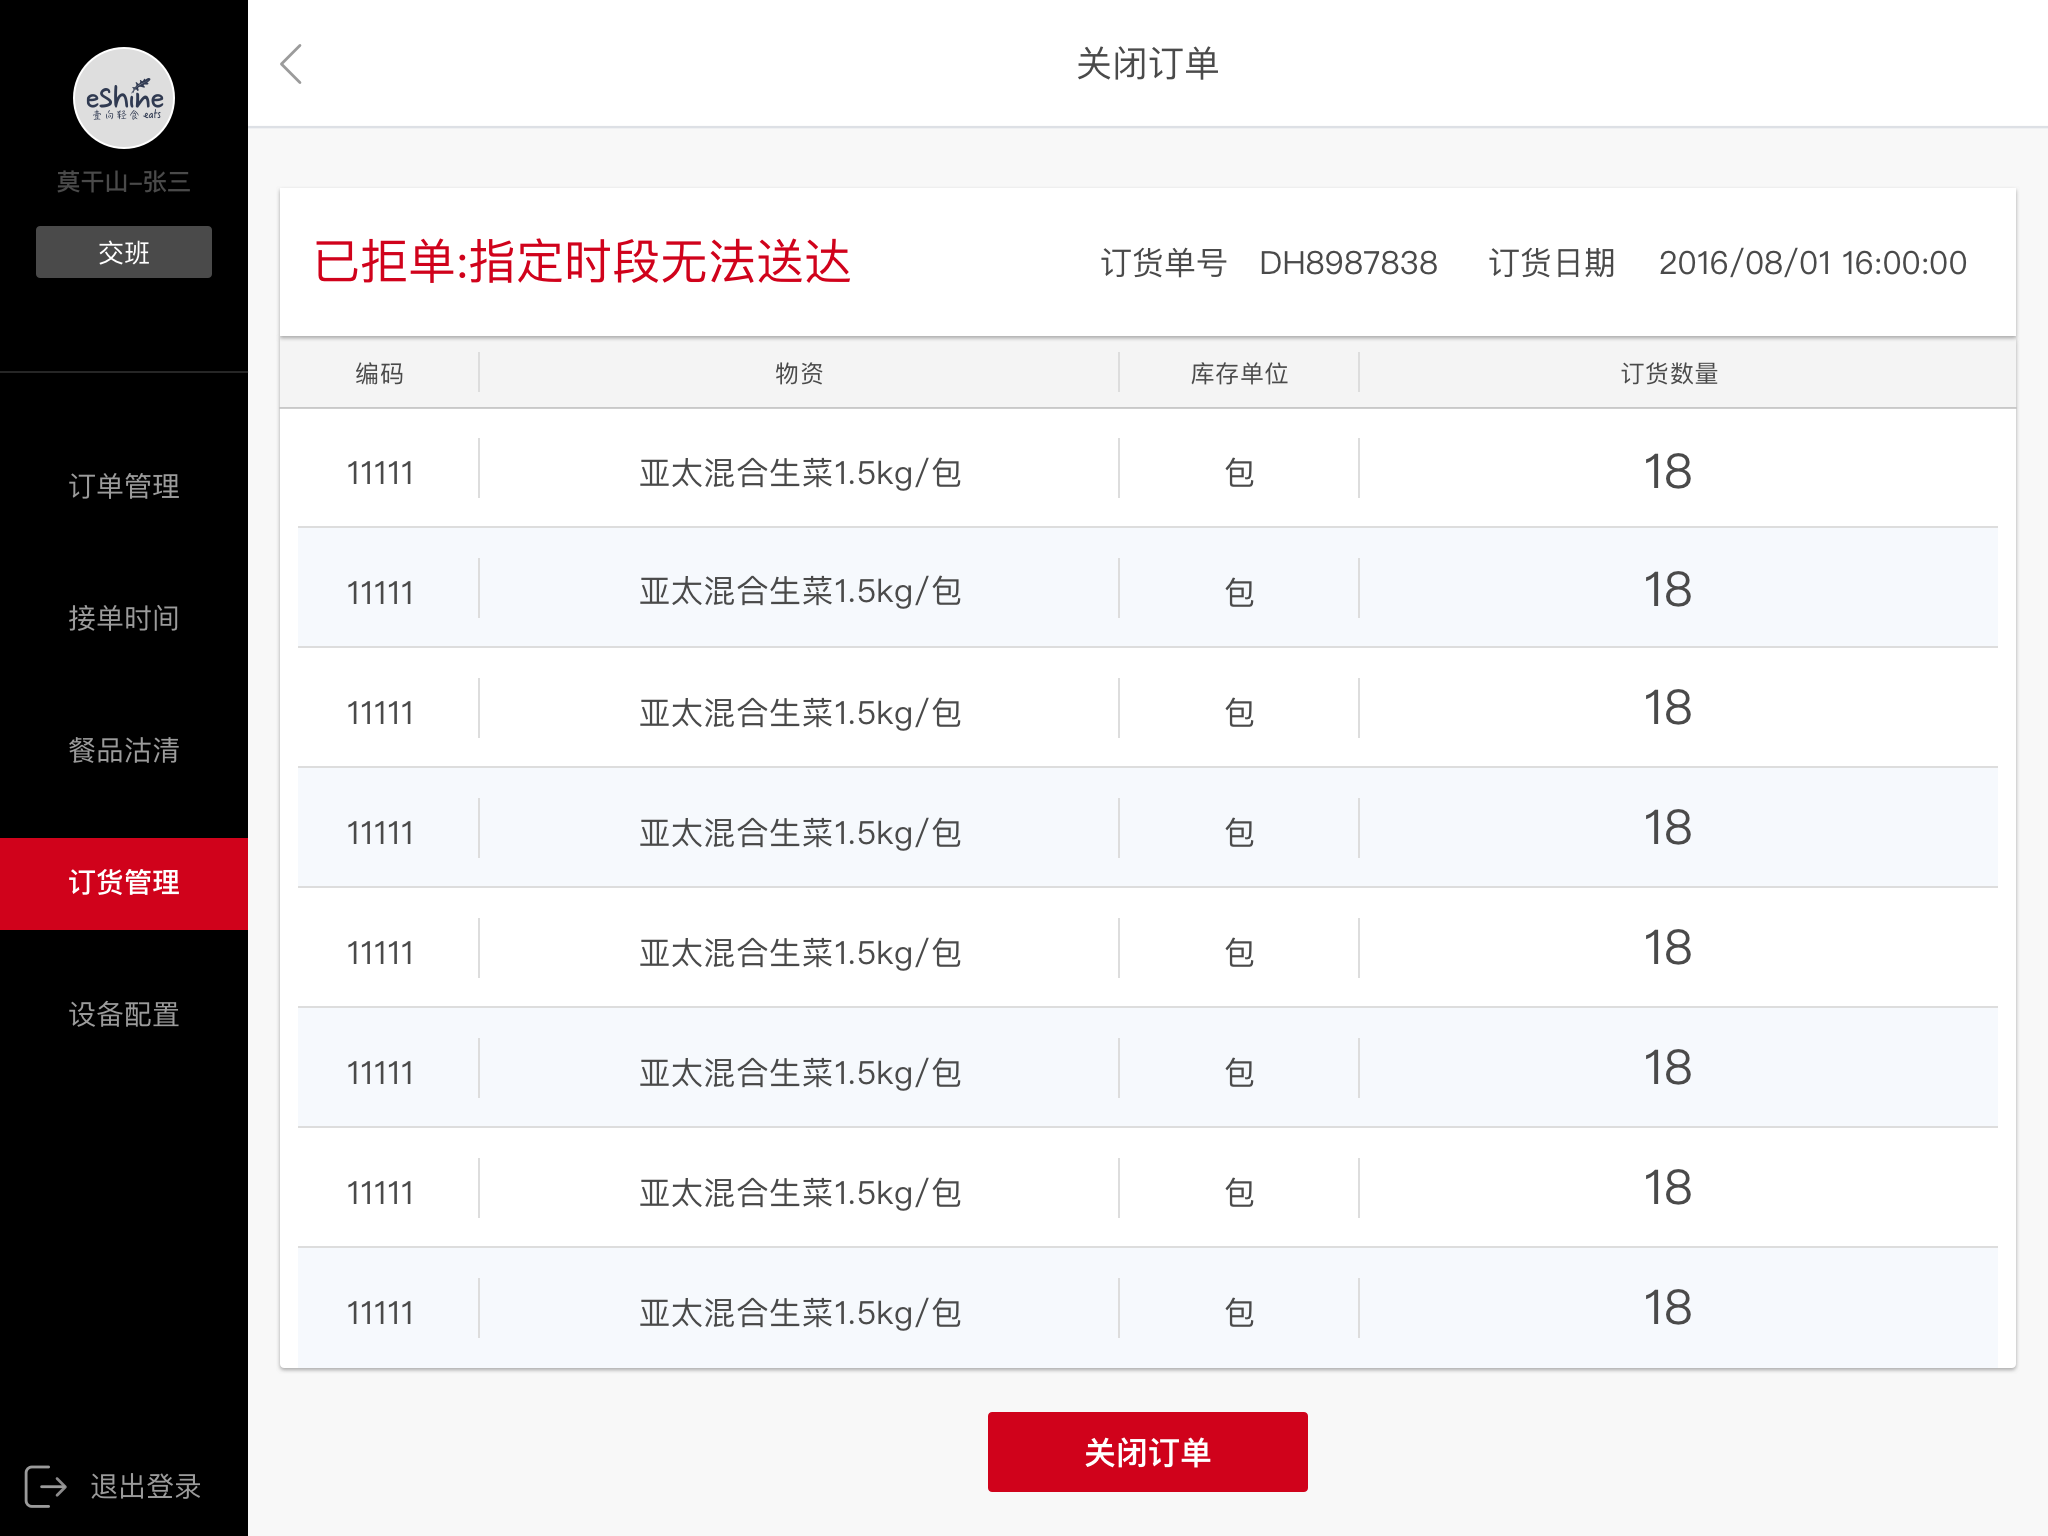 eShine
壹向轻食 eats
莫干山-张三
交班
订单管理
接单时间
餐品沽清
订货管理
设备配置
退出登录
关闭订单
已拒单:指定时段无法送达 订货单号 DH8987838 订货日期 2016/08/01 16:00:00
编码 物资 库存单位 订货数量
11111 亚太混合生菜1.5kg/包 包 18
11111 亚太混合生菜1.5kg/包 包 18
11111 亚太混合生菜1.5kg/包 包 18
11111 亚太混合生菜1.5kg/包 包 18
11111 亚太混合生菜1.5kg/包 包 18
11111 亚太混合生菜1.5kg/包 包 18
11111 亚太混合生菜1.5kg/包 包 18
11111 亚太混合生菜1.5kg/包 包 18
关闭订单